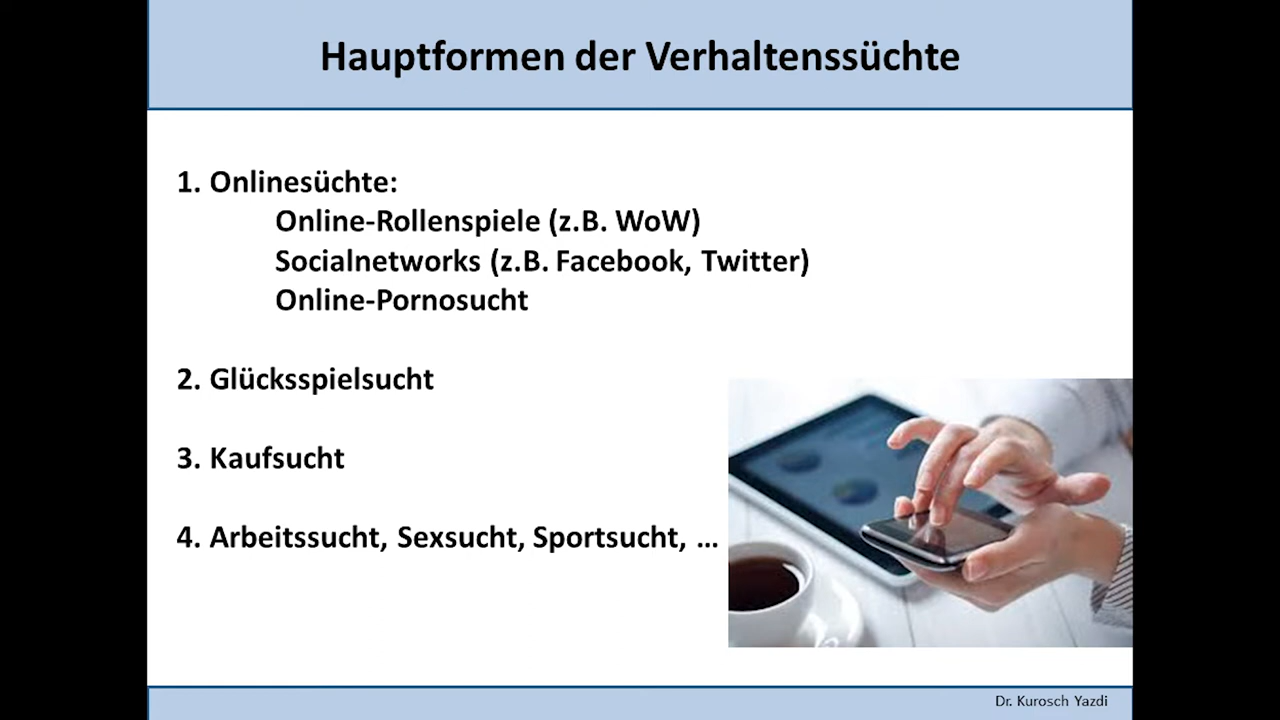 Hauptformen der Verhaltenssüchte
1. Onlinesüchte:
Online-Rollenspiele (z.B. WoW)
Socialnetworks (z.B. Facebook, Twitter)
Online-Pornosucht
2. Glücksspielsucht
3. Kaufsucht
4. Arbeitssucht, Sexsucht, Sportsucht, ...
Dr. Kurosch Yazdi